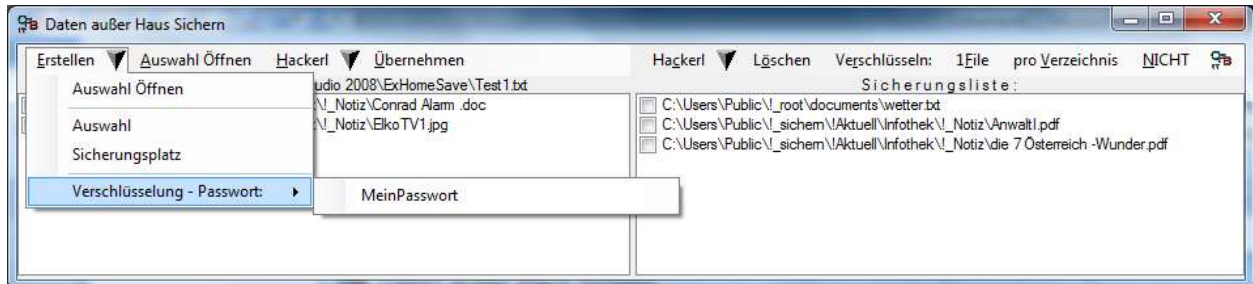 Daten außer Haus Sichern
Erstellen Auswahl Öffnen Hackerl Übernehmen Hackerl Löschen Verschlüsseln: 1File pro Verzeichnis NICHT
Auswahl Öffnen
Auswahl
Sicherungsplatz
Verschlüsselung - Passwort:
MeinPasswort
2008\ExHomeSave\Test1.txt
\!_Notiz\Conrad Alarm .doc
\!_Notiz\ElkoTV1.jpg
Sicherungsliste:
C:\Users\Public\!_root\documents\wetter.txt
C:\Users\Public\!_sichern\!Aktuell\Infothek\!_Notiz\AnwaltI.pdf
C:\Users\Public\!_sichern\!Aktuell\Infothek\!_Notiz\die 7 Österreich -Wunder.pdf